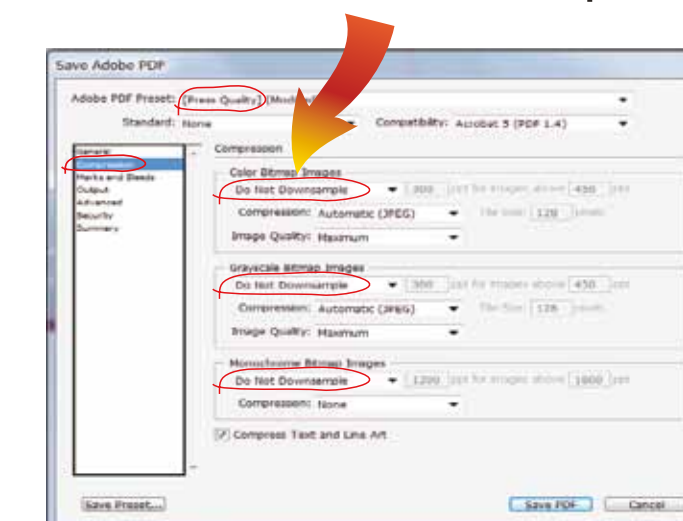 Save Adobe PDF
Adobe PDF Preset: [Press Quality]
Standard: None Compatibility: Acrobat 5 (PDF 1.4)
General
Compression
Marks and Bleeds
Output
Advanced
Security
Summary
Compression
Color Bitmap Images
Do Not Downsample 300 ppi for images above 450 ppi
Compression: Automatic (JPEG) Tile Size: 128 pixels
Image Quality: Maximum
Grayscale Bitmap Images
Do Not Downsample 300 ppi for images above 450 ppi
Compression: Automatic (JPEG) Tile Size: 128 pixels
Image Quality: Maximum
Monochrome Bitmap Images
Do Not Downsample 1200 ppi for images above 1800 ppi
Compression: None
Compress Text and Line Art
Save Preset... Save PDF Cancel